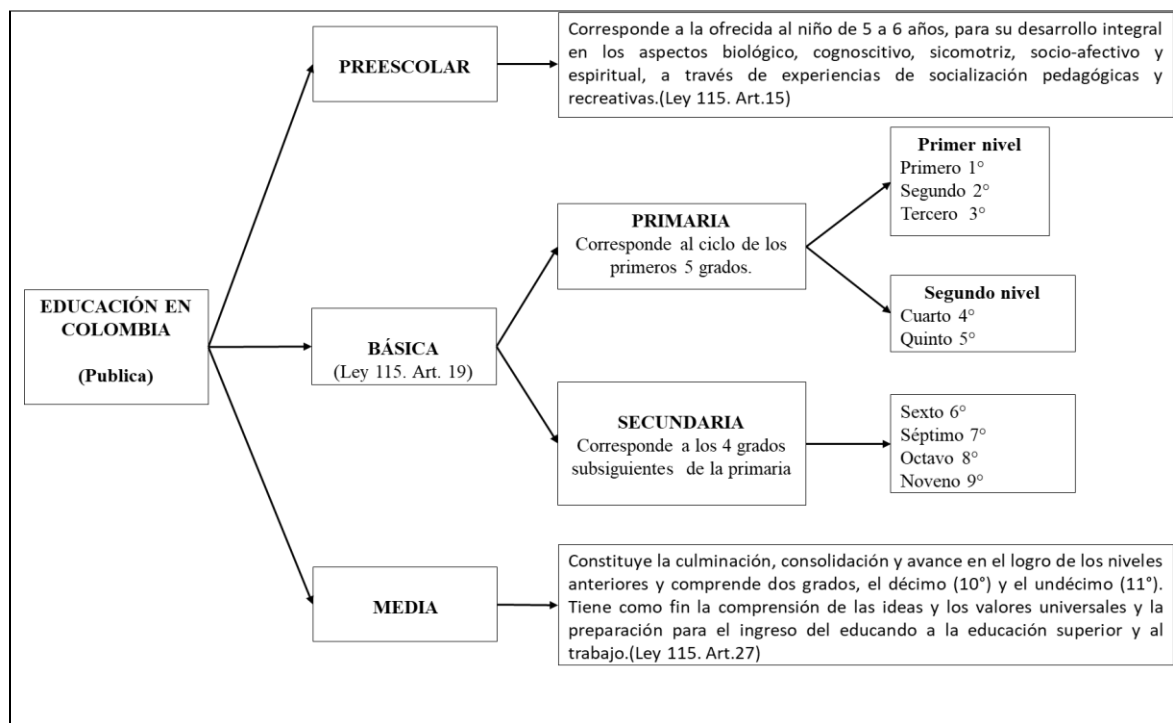 Corresponde a la ofrecida al niño de 5 a 6 años, para su desarrollo integral
en los aspectos biológico, cognoscitivo, sicomotriz, socio-afectivo y
espiritual, a través de experiencias de socialización pedagógicas y
recreativas.(Ley 115. Art.15)
PREESCOLAR
Primer nivel
Primero 1°
Segundo 2°
Tercero 3°
PRIMARIA
Corresponde al ciclo de los
primeros 5 grados.
Segundo nivel
Cuarto 4°
Quinto 5°
EDUCACIÓN EN
COLOMBIA
(Publica)
BÁSICA
(Ley 115. Art. 19)
SECUNDARIA
Corresponde a los 4 grados
subsiguientes de la primaria
Sexto 6°
Séptimo 7°
Octavo 8°
Noveno 9°
MEDIA
Constituye la culminación, consolidación y avance en el logro de los niveles
anteriores y comprende dos grados, el décimo (10°) y el undécimo (11°).
Tiene como fin la comprensión de las ideas y los valores universales y la
preparación para el ingreso del educando a la educación superior y al
trabajo.(Ley 115. Art.27)